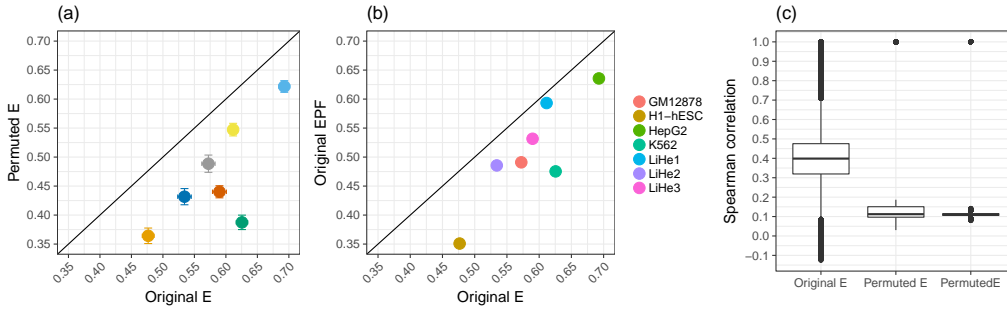 (a)
Permuted E
0.70
0.65
0.60
0.55
0.50
0.45
0.40
0.35
0.35
0.40
0.45
0.50
0.55
0.60
0.65
0.70
Original E
(b)
Original EPF
0.70
0.65
0.60
0.55
0.50
0.45
0.40
0.35
0.35
0.40
0.45
0.50
0.55
0.60
0.65
0.70
Original E
GM12878
H1−hESC
HepG2
K562
LiHe1
LiHe2
LiHe3
(c)
Spearman correlation
1.0
0.9
0.8
0.7
0.6
0.5
0.4
0.3
0.2
0.1
0.0
−0.1
Original E
Permuted E
PermutedE